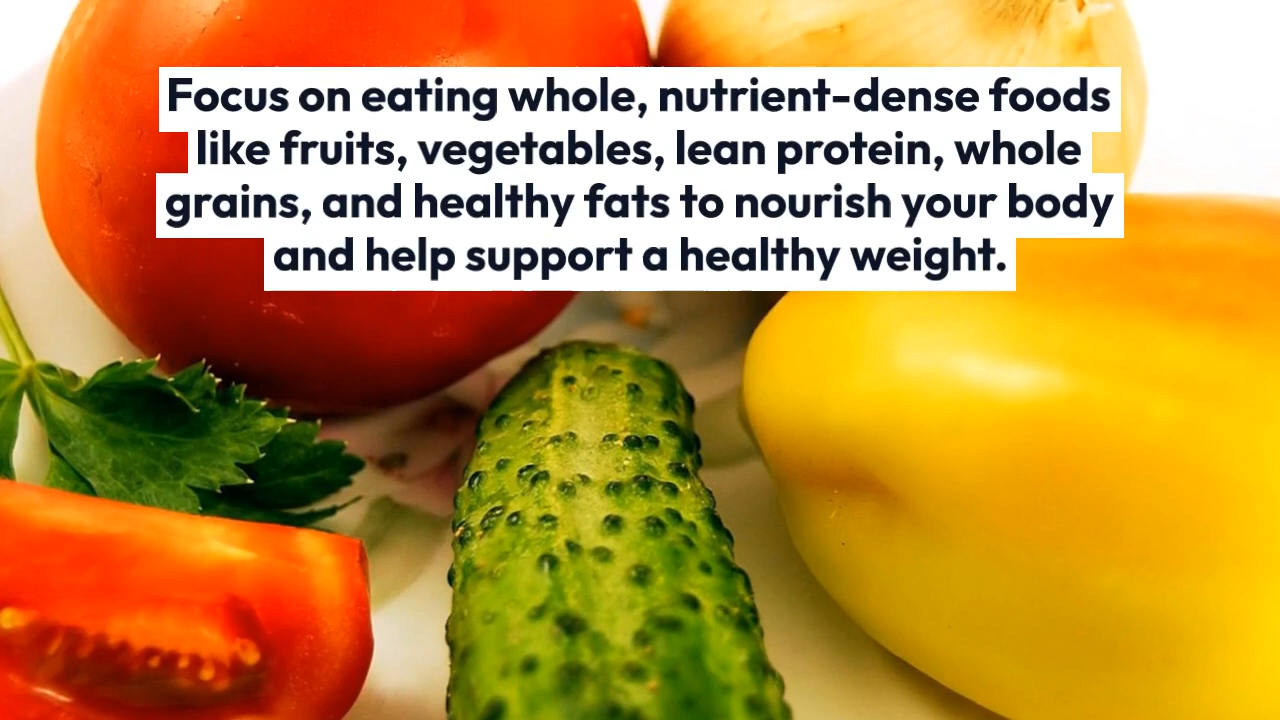 Focus on eating whole, nutrient-dense foods
like fruits, vegetables, lean protein, whole
grains, and healthy fats to nourish your body
and help support a healthy weight.